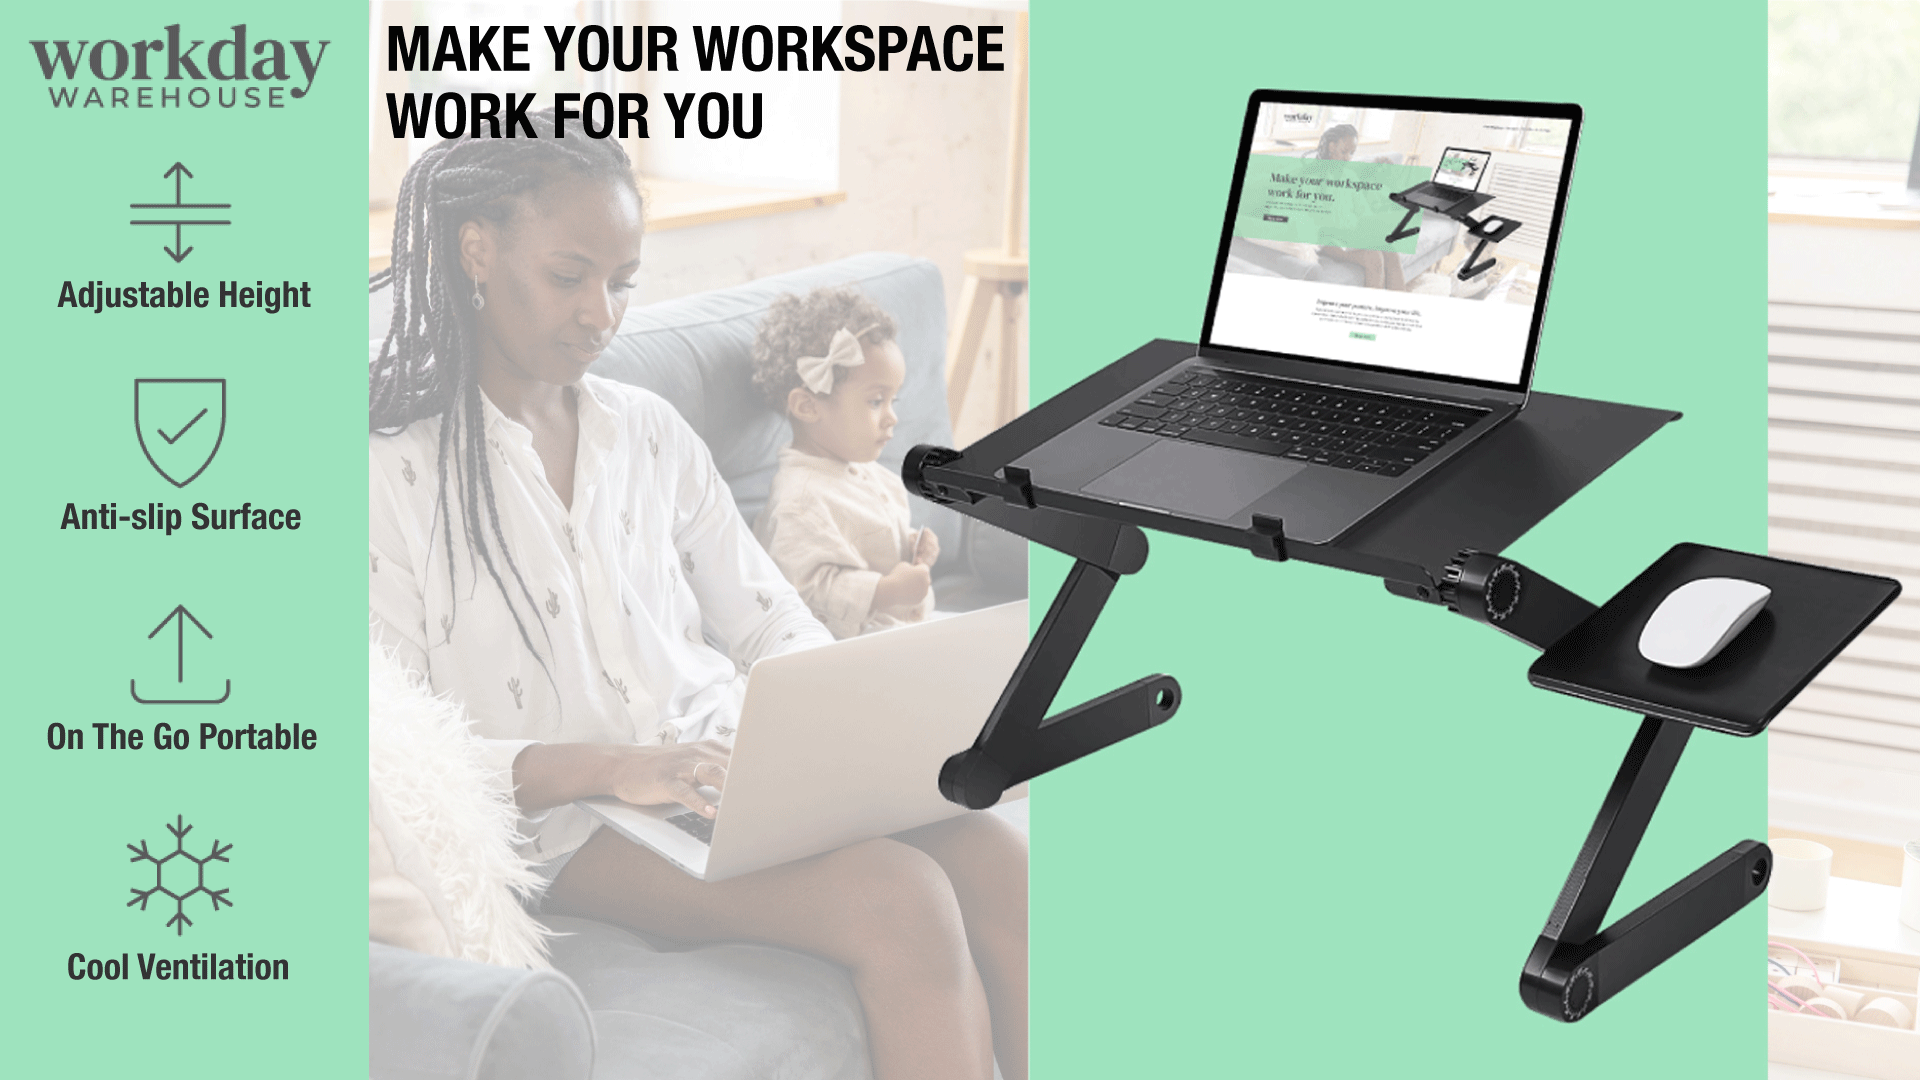 workday
WAREHOUSE
MAKE YOUR WORKSPACE
WORK FOR YOU
Adjustable Height
Anti-slip Surface
On The Go Portable
Cool Ventilation
workday
Make your workspace
work for you.